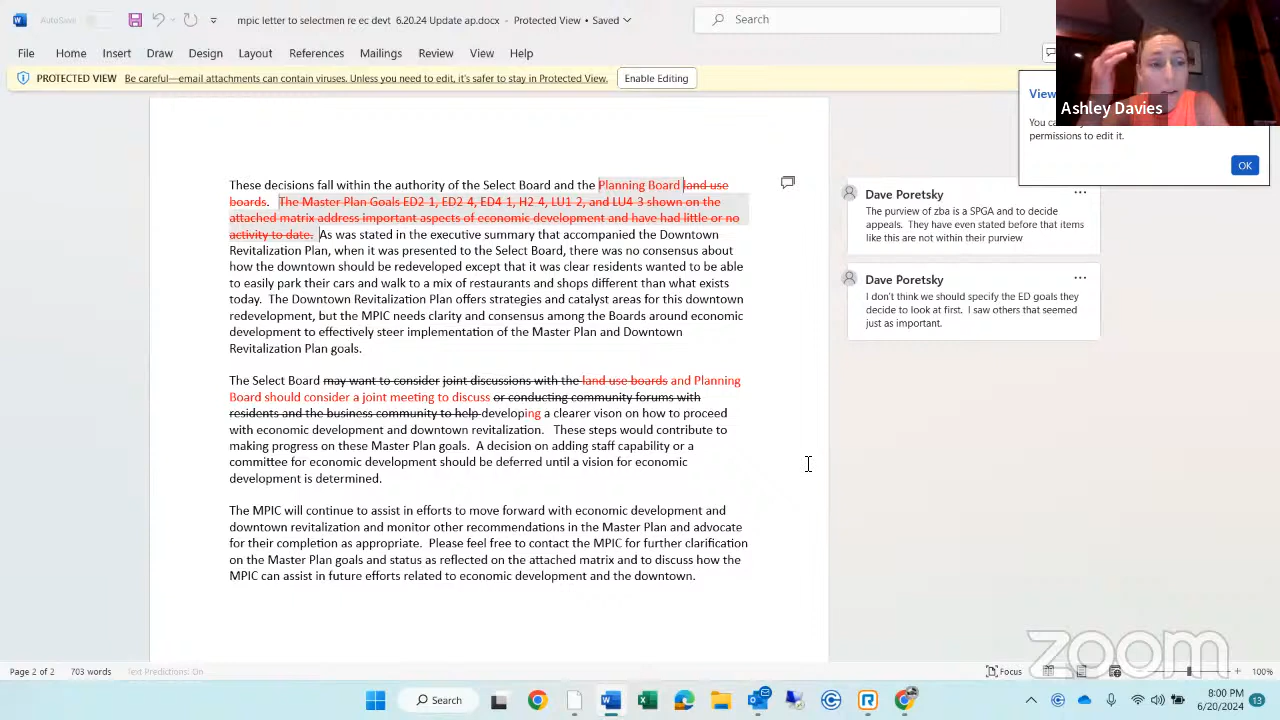 AutoSave
mpic letter to selectmen re ec devt 6.20.24 Update ap.docx - Protected View • Saved
Search
File Home Insert Draw Design Layout References Mailings Review View Help
PROTECTED VIEW Be careful—email attachments can contain viruses. Unless you need to edit, it's safer to stay in Protected View. Enable Editing
View
Ashley Davies
You ca
permissions to edit it.
OK
These decisions fall within the authority of the Select Board and the Planning Board land use
boards. The Master Plan Goals ED2-1, ED2-4, ED4-1, H2-4, LU1-2, and LU4-3 shown on the
attached matrix address important aspects of economic development and have had little or no
activity to date. As was stated in the executive summary that accompanied the Downtown
Revitalization Plan, when it was presented to the Select Board, there was no consensus about
how the downtown should be redeveloped except that it was clear residents wanted to be able
to easily park their cars and walk to a mix of restaurants and shops different than what exists
today. The Downtown Revitalization Plan offers strategies and catalyst areas for this downtown
redevelopment, but the MPIC needs clarity and consensus among the Boards around economic
development to effectively steer implementation of the Master Plan and Downtown
Revitalization Plan goals.
The Select Board may want to consider joint discussions with the land use boards and Planning
Board should consider a joint meeting to discuss or conducting community forums with
residents and the business community to help developing a clearer vison on how to proceed
with economic development and downtown revitalization. These steps would contribute to
making progress on these Master Plan goals. A decision on adding staff capability or a
committee for economic development should be deferred until a vision for economic
development is determined.
The MPIC will continue to assist in efforts to move forward with economic development and
downtown revitalization and monitor other recommendations in the Master Plan and advocate
for their completion as appropriate. Please feel free to contact the MPIC for further clarification
on the Master Plan goals and status as reflected on the attached matrix and to discuss how the
MPIC can assist in future efforts related to economic development and the downtown.
Dave Poretsky
The purview of zba is a SPGA and to decide
appeals. They have even stated before that items
like this are not within their purview
Dave Poretsky
I don't think we should specify the ED goals they
decide to look at first. I saw others that seemed
just as important.
zoom
Page 2 of 2 703 words Text Predictions: On
Focus
100%
Search
8:00 PM
6/20/2024
13